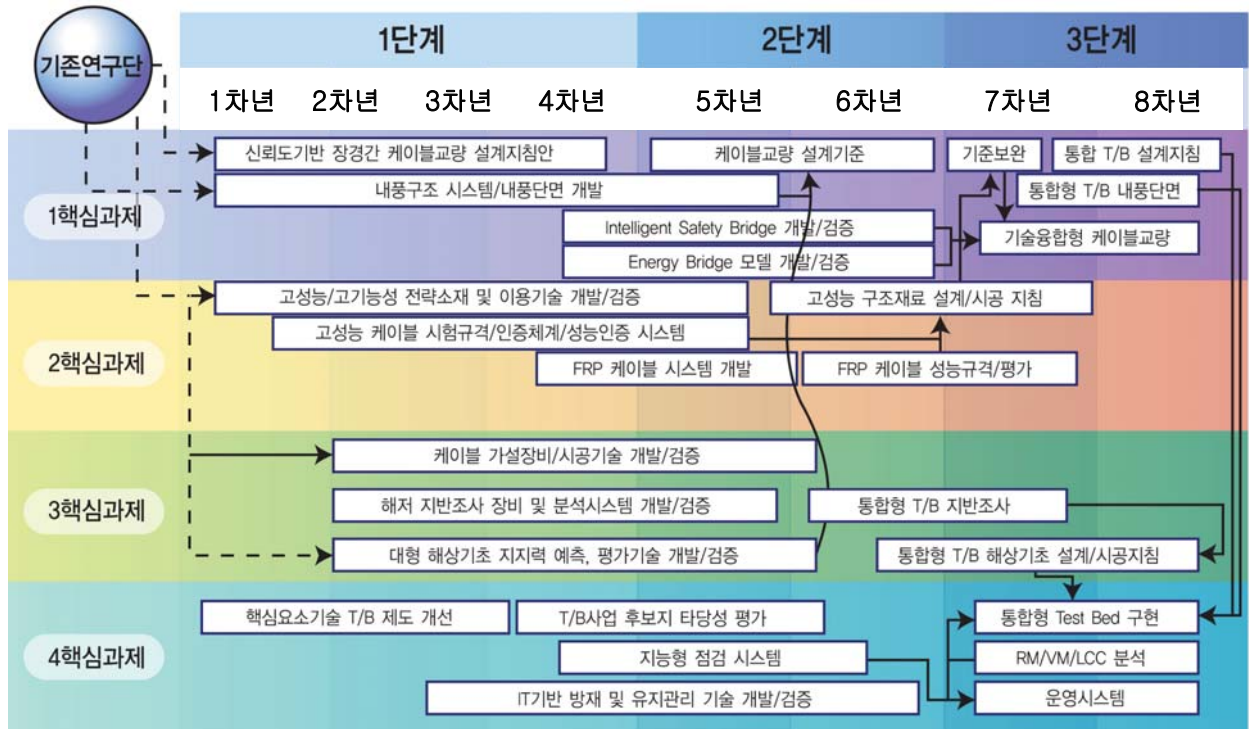 1단계
2단계
3단계
기존연구단
1차년
2차년
3차년
4차년
5차년
6차년
7차년
8차년
1핵심과제
신뢰도기반 장경간 케이블교량 설계지침안
케이블교량 설계기준
기준보완
통합 T/B 설계지침
내풍구조 시스템/내풍단면 개발
통합형 T/B 내풍단면
Intelligent Safety Bridge 개발/검증
기술융합형 케이블교량
Energy Bridge 모델 개발/검증
2핵심과제
고성능/고기능성 전략소재 및 이용기술 개발/검증
고성능 구조재료 설계/시공 지침
고성능 케이블 시험규격/인증체계/성능인증 시스템
FRP 케이블 시스템 개발
FRP 케이블 성능규격/평가
3핵심과제
케이블 가설장비/시공기술 개발/검증
해저 지반조사 장비 및 분석시스템 개발/검증
통합형 T/B 지반조사
대형 해상기초 지지력 예측, 평가기술 개발/검증
통합형 T/B 해상기초 설계/시공지침
4핵심과제
핵심요소기술 T/B 제도 개선
T/B사업 후보지 타당성 평가
통합형 Test Bed 구현
지능형 점검 시스템
RM/VM/LCC 분석
IT기반 방재 및 유지관리 기술 개발/검증
운영시스템